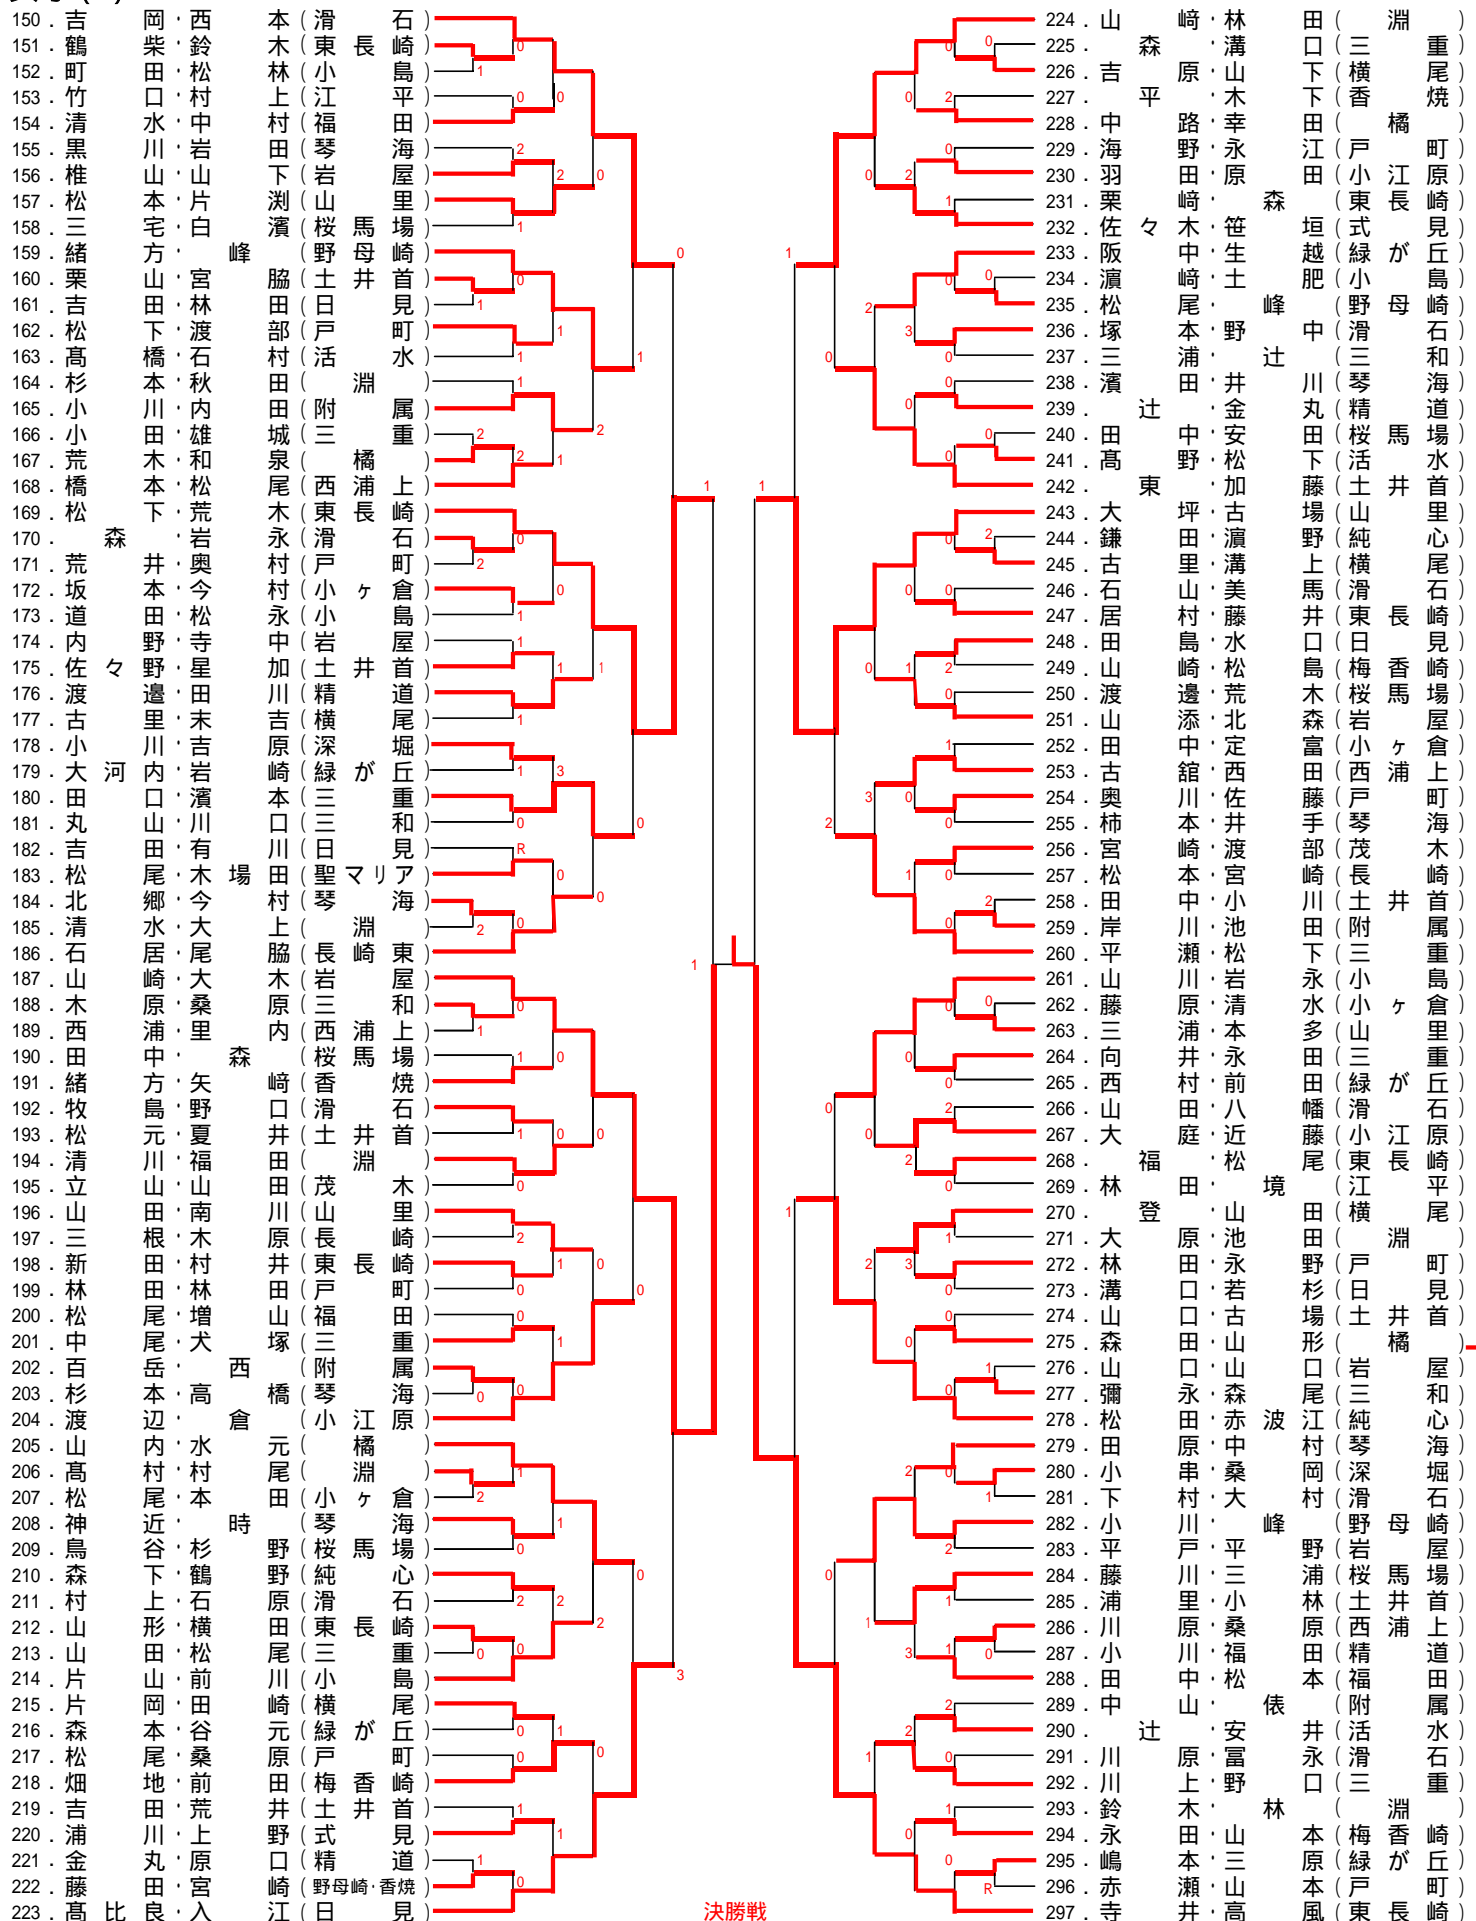 150．吉岡・西本（滑石）
151．鶴柴・鈴木（東長崎）
152．町田・松林（小島）
153．竹口・村上（江平）
154．清水・中村（福田）
155．黒川・岩田（琴海）
156．椎山・山下（岩屋）
157．松本・片渕（山里）
158．三宅・白濱（桜馬場）
159．緒方・峰（野母崎）
160．栗山・宮脇（土井首）
161．吉田・林田（日見）
162．松下・渡部（戸町）
163．髙橋・石村（活水）
164．杉本・秋田（淵）
165．小川・内田（附属）
166．小田・雄城（三重）
167．荒木・和泉（橘）
168．橋本・松尾（西浦上）
169．松下・荒木（東長崎）
170．森・岩永（滑石）
171．荒井・奥村（戸町）
172．坂本・今村（小ヶ倉）
173．道田・松永（小島）
174．内野・寺中（岩屋）
175．佐々野・星加（土井首）
176．渡邉・田川（精道）
177．古里・末吉（横尾）
178．小川・吉原（深堀）
179．大河内・岩崎（緑が丘）
180．田口・濱本（三重）
181．丸山・川口（三和）
182．吉田・有川（日見）
183．松尾・木場田（聖マリア）
184．北郷・今村（琴海）
185．清水・大上（淵）
186．石居・尾脇（長崎東）
187．山崎・大木（岩屋）
188．木原・桑原（三和）
189．西浦・里内（西浦上）
190．田中・森（桜馬場）
191．緒方・矢﨑（香焼）
192．牧島・野口（滑石）
193．松元・夏井（土井首）
194．清川・福田（淵）
195．立山・山田（茂木）
196．山田・南川（山里）
197．三根・木原（長崎）
198．新田・村井（東長崎）
199．林田・林田（戸町）
200．松尾・増山（福田）
201．中尾・犬塚（三重）
202．百岳・西（附属）
203．杉本・高橋（琴海）
204．渡辺・倉（小江原）
205．山内・水元（橘）
206．髙村・村尾（淵）
207．松尾・本田（小ヶ倉）
208．神近・時（琴海）
209．鳥谷・杉野（桜馬場）
210．森下・鶴野（純心）
211．村上・石原（滑石）
212．山形・横田（東長崎）
213．山田・松尾（三重）
214．片山・前川（小島）
215．片岡・田崎（横尾）
216．森本・谷元（緑が丘）
217．松尾・桑原（戸町）
218．畑地・前田（梅香崎）
219．吉田・荒井（土井首）
220．浦川・上野（式見）
221．金丸・原口（精道）
222．藤田・宮崎（野母崎・香焼）
223．髙比良・入江（日見）
224．山﨑・林田（淵）
225．森・溝口（三重）
226．吉原・山下（横尾）
227．平・木下（香焼）
228．中路・幸田（橘）
229．海野・永江（戸町）
230．羽田・原田（小江原）
231．栗﨑・森（東長崎）
232．佐々木・笹垣（式見）
233．阪中・生越（緑が丘）
234．濵﨑・土肥（小島）
235．松尾・峰（野母崎）
236．塚本・野中（滑石）
237．三浦・辻（三和）
238．濱田・井川（琴海）
239．辻・金丸（精道）
240．田中・安田（桜馬場）
241．髙野・松下（活水）
242．東・加藤（土井首）
243．大坪・古場（山里）
244．鎌田・濵野（純心）
245．古里・溝上（横尾）
246．石山・美馬（滑石）
247．居村・藤井（東長崎）
248．田島・水口（日見）
249．山崎・松島（梅香崎）
250．渡邊・荒木（桜馬場）
251．山添・北森（岩屋）
252．田中・定富（小ヶ倉）
253．古舘・西田（西浦上）
254．奥川・佐藤（戸町）
255．柿本・井手（琴海）
256．宮崎・渡部（茂木）
257．松本・宮崎（長崎）
258．田中・小川（土井首）
259．岸川・池田（附属）
260．平瀬・松下（三重）
261．山川・岩永（小島）
262．藤原・清水（小ヶ倉）
263．三浦・本多（山里）
264．向井・永田（三重）
265．西村・前田（緑が丘）
266．山田・八幡（滑石）
267．大庭・近藤（小江原）
268．福・松尾（東長崎）
269．林田・境（江平）
270．登・山田（横尾）
271．大原・池田（淵）
272．林田・永野（戸町）
273．溝口・若杉（日見）
274．山口・古場（土井首）
275．森田・山形（橘）
276．山口・山口（岩屋）
277．彌永・森尾（三和）
278．松田・赤波江（純心）
279．田原・中村（琴海）
280．小串・桑岡（深堀）
281．下村・大村（滑石）
282．小川・峰（野母崎）
283．平戸・平野（岩屋）
284．藤川・三浦（桜馬場）
285．浦里・小林（土井首）
286．川原・桑原（西浦上）
287．小川・福田（精道）
288．田中・松本（福田）
289．中山・俵（附属）
290．辻・安井（活水）
291．川原・冨永（滑石）
292．川上・野口（三重）
293．鈴木・林（淵）
294．永田・山本（梅香崎）
295．嶋本・三原（緑が丘）
296．赤瀬・山本（戸町）
297．寺井・高風（東長崎）
決勝戦